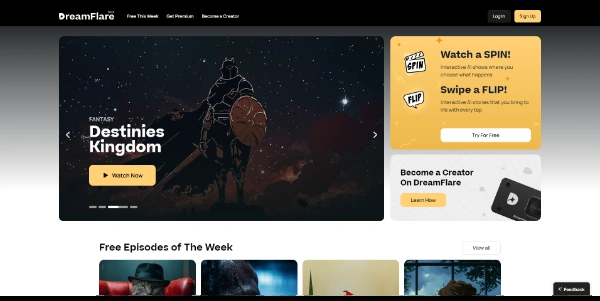 DreamFlare
Beta
Free This Week
Get Premium
Become a Creator
Log In
Sign Up
FANTASY
Destinies
Kingdom
Watch Now
Watch a SPIN!
Interactive AI shows where you
choose what happens
SPIN
Swipe a FLIP!
Interactive AI stories that you bring to
life with every tap
FLIP
Try For Free
Become a Creator
On DreamFlare
Learn How
Free Episodes of The Week
View all
Feedback